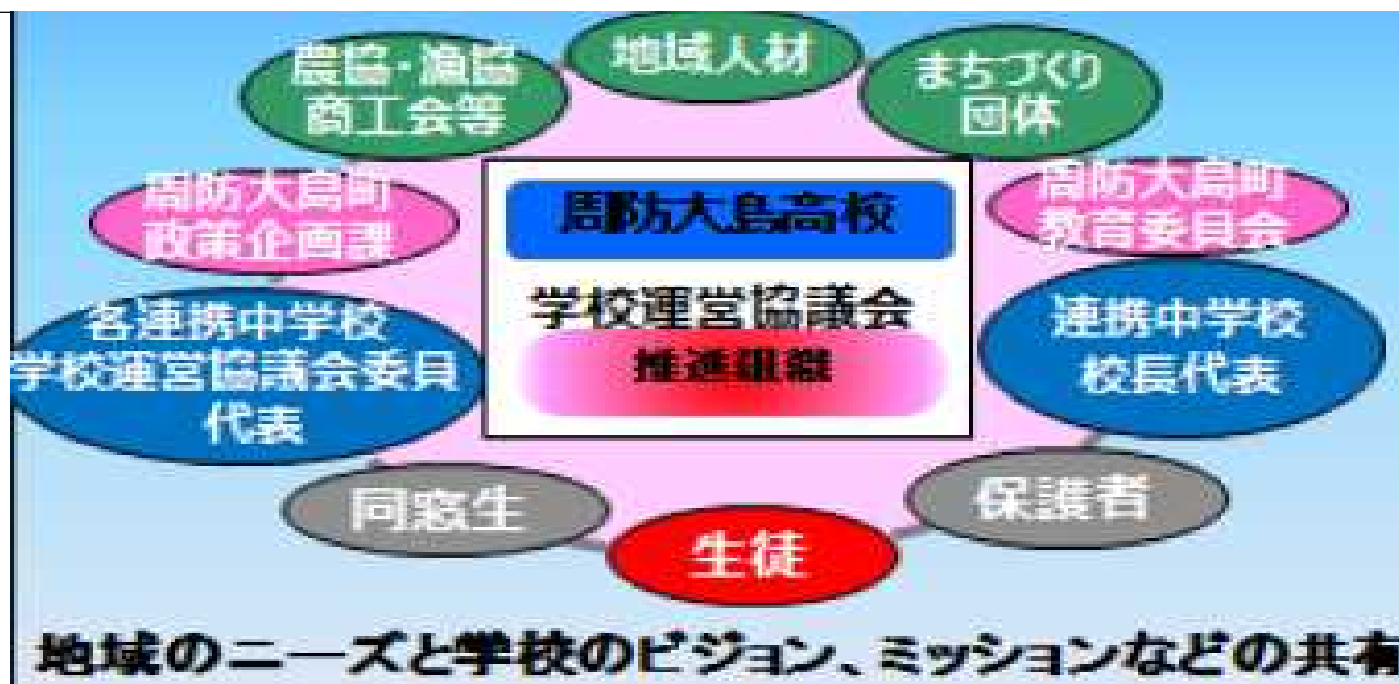 地域人材
農協・漁協
商工会等
まちづくり
団体
周防大島町
政策企画課
周防大島町
教育委員会
周防大島高校
学校運営協議会
推進組織
各連携中学校
学校運営協議会委員
代表
連携中学校
校長代表
同窓生
保護者
生徒
地域のニーズと学校のビジョン、ミッションなどの共有